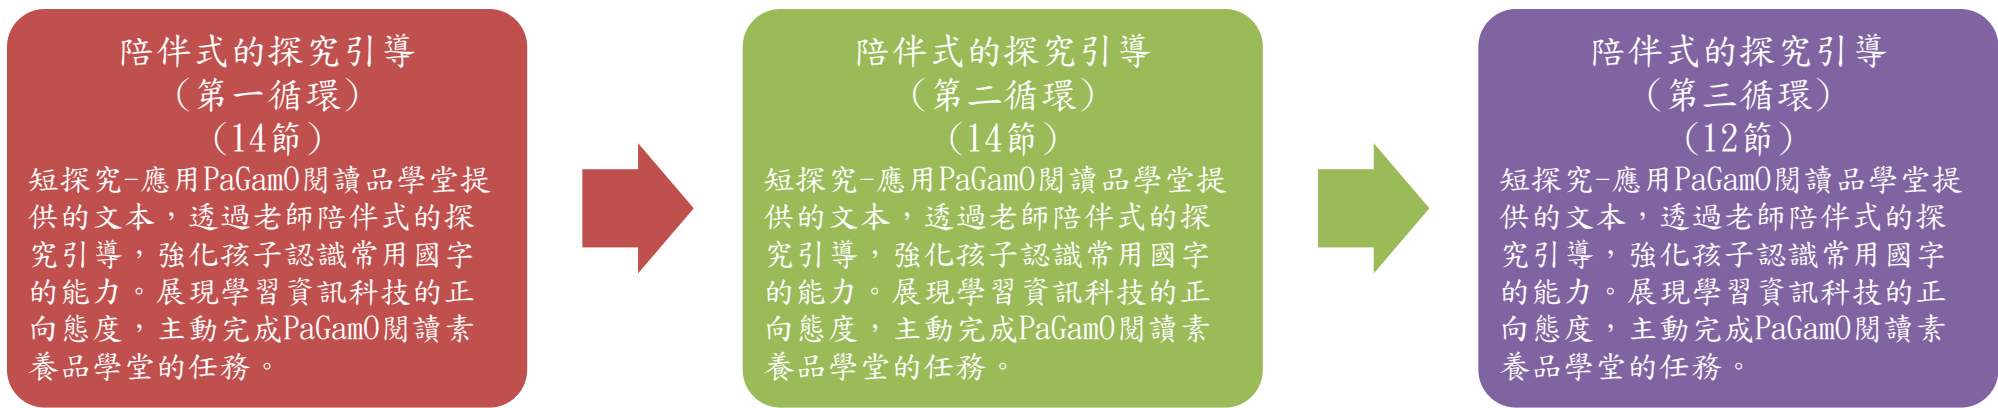 陪伴式的探究引導
（第一循環）
（14節）
短探究-應用PaGamO閱讀品學堂提
供的文本，透過老師陪伴式的探
究引導，強化孩子認識常用國字
的能力。展現學習資訊科技的正
向態度，主動完成PaGamO閱讀素
養品學堂的任務。
陪伴式的探究引導
（第二循環）
（14節）
短探究-應用PaGamO閱讀品學堂提
供的文本，透過老師陪伴式的探
究引導，強化孩子認識常用國字
的能力。展現學習資訊科技的正
向態度，主動完成PaGamO閱讀素
養品學堂的任務。
陪伴式的探究引導
（第三循環）
（12節）
短探究-應用PaGamO閱讀品學堂提
供的文本，透過老師陪伴式的探
究引導，強化孩子認識常用國字
的能力。展現學習資訊科技的正
向態度，主動完成PaGamO閱讀素
養品學堂的任務。